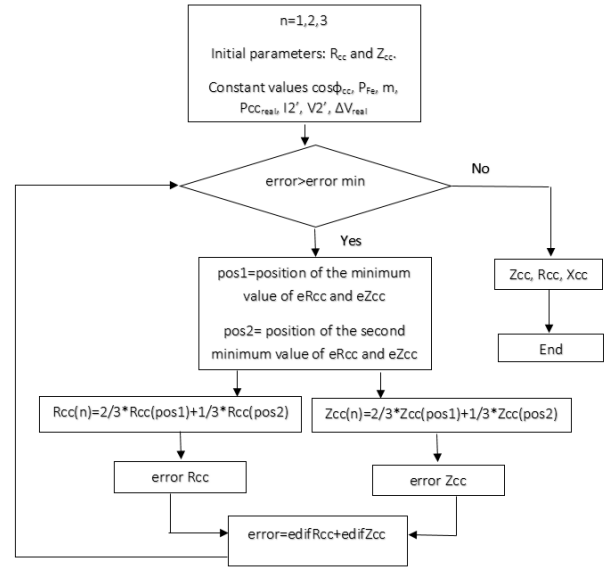 n=1,2,3
Initial parameters: Rcc and Zcc.
Constant values cosϕcc, PFe, m,
Pccreal, I2′, V2′, ΔVreal
error>error min
No
Yes
pos1=position of the minimum
value of eRcc and eZcc
pos2= position of the second
minimum value of eRcc and eZcc
Zcc, Rcc, Xcc
End
Rcc(n)=2/3*Rcc(pos1)+1/3*Rcc(pos2)
Zcc(n)=2/3*Zcc(pos1)+1/3*Zcc(pos2)
error Rcc
error Zcc
error=edifRcc+edifZcc